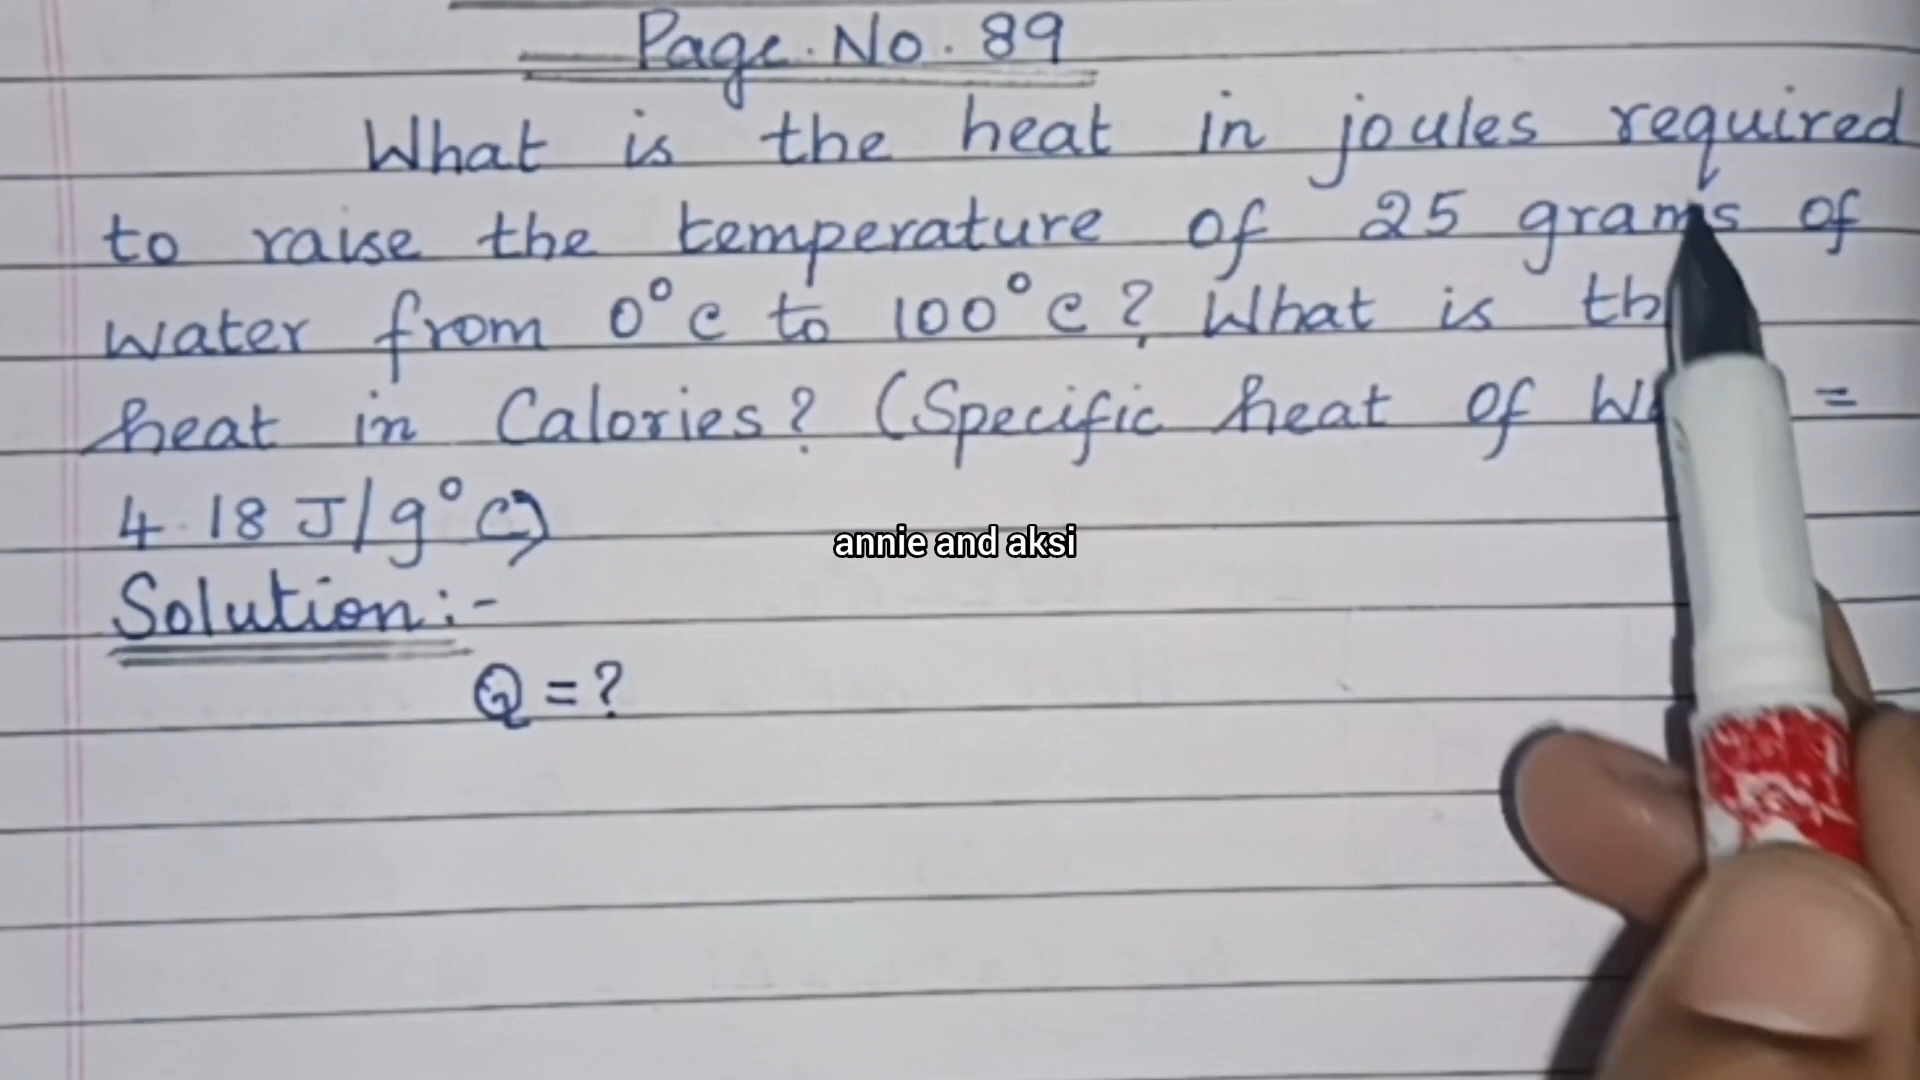 Page.No.89
What is the heat in joules required
to raise the temperature of 25 grams of
water from 0°c to 100°c? What is
heat in Calories? (Specific heat of =
4.18 J/g°C)
annie and aksi
Solution:-
Q=?